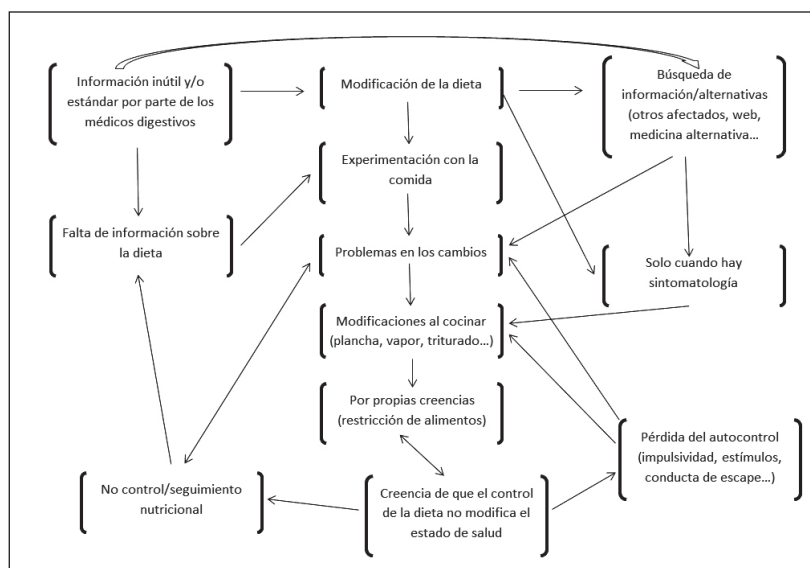 Información inútil y/o
estándar por parte de los
médicos digestivos
Modificación de la dieta
Búsqueda de
información/alternativas
(otros afectados, web,
medicina alternativa...
Experimentación con la
comida
Falta de información sobre
la dieta
Problemas en los cambios
Solo cuando hay
sintomatología
Modificaciones al cocinar
(plancha, vapor, triturado...)
Por propias creencias
(restricción de alimentos)
Pérdida del autocontrol
(impulsividad, estímulos,
conducta de escape...)
No control/seguimiento
nutricional
Creencia de que el control
de la dieta no modifica el
estado de salud